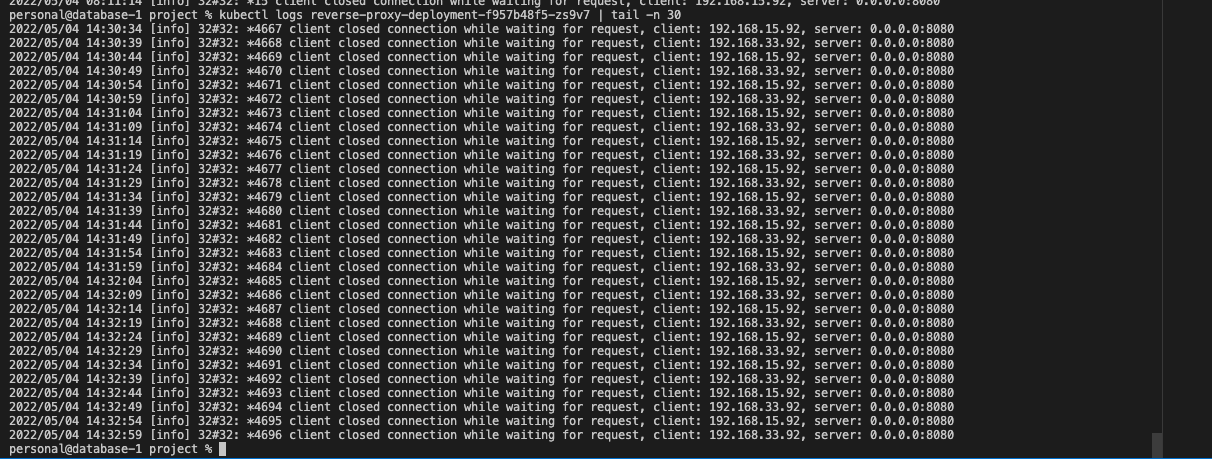 2022/05/04 08:11:14 [info] 32#32: *15 client closed connection while waiting for request, client: 192.168.15.92, server: 0.0.0.0:8080
personal@database-1 project % kubectl logs reverse-proxy-deployment-f957b48f5-zs9v7 | tail -n 30
2022/05/04 14:30:34 [info] 32#32: *4667 client closed connection while waiting for request, client: 192.168.15.92, server: 0.0.0.0:8080
2022/05/04 14:30:39 [info] 32#32: *4668 client closed connection while waiting for request, client: 192.168.33.92, server: 0.0.0.0:8080
2022/05/04 14:30:44 [info] 32#32: *4669 client closed connection while waiting for request, client: 192.168.15.92, server: 0.0.0.0:8080
2022/05/04 14:30:49 [info] 32#32: *4670 client closed connection while waiting for request, client: 192.168.33.92, server: 0.0.0.0:8080
2022/05/04 14:30:54 [info] 32#32: *4671 client closed connection while waiting for request, client: 192.168.15.92, server: 0.0.0.0:8080
2022/05/04 14:30:59 [info] 32#32: *4672 client closed connection while waiting for request, client: 192.168.33.92, server: 0.0.0.0:8080
2022/05/04 14:31:04 [info] 32#32: *4673 client closed connection while waiting for request, client: 192.168.15.92, server: 0.0.0.0:8080
2022/05/04 14:31:09 [info] 32#32: *4674 client closed connection while waiting for request, client: 192.168.33.92, server: 0.0.0.0:8080
2022/05/04 14:31:14 [info] 32#32: *4675 client closed connection while waiting for request, client: 192.168.15.92, server: 0.0.0.0:8080
2022/05/04 14:31:19 [info] 32#32: *4676 client closed connection while waiting for request, client: 192.168.33.92, server: 0.0.0.0:8080
2022/05/04 14:31:24 [info] 32#32: *4677 client closed connection while waiting for request, client: 192.168.15.92, server: 0.0.0.0:8080
2022/05/04 14:31:29 [info] 32#32: *4678 client closed connection while waiting for request, client: 192.168.33.92, server: 0.0.0.0:8080
2022/05/04 14:31:34 [info] 32#32: *4679 client closed connection while waiting for request, client: 192.168.15.92, server: 0.0.0.0:8080
2022/05/04 14:31:39 [info] 32#32: *4680 client closed connection while waiting for request, client: 192.168.33.92, server: 0.0.0.0:8080
2022/05/04 14:31:44 [info] 32#32: *4681 client closed connection while waiting for request, client: 192.168.15.92, server: 0.0.0.0:8080
2022/05/04 14:31:49 [info] 32#32: *4682 client closed connection while waiting for request, client: 192.168.33.92, server: 0.0.0.0:8080
2022/05/04 14:31:54 [info] 32#32: *4683 client closed connection while waiting for request, client: 192.168.15.92, server: 0.0.0.0:8080
2022/05/04 14:31:59 [info] 32#32: *4684 client closed connection while waiting for request, client: 192.168.33.92, server: 0.0.0.0:8080
2022/05/04 14:32:04 [info] 32#32: *4685 client closed connection while waiting for request, client: 192.168.15.92, server: 0.0.0.0:8080
2022/05/04 14:32:09 [info] 32#32: *4686 client closed connection while waiting for request, client: 192.168.33.92, server: 0.0.0.0:8080
2022/05/04 14:32:14 [info] 32#32: *4687 client closed connection while waiting for request, client: 192.168.15.92, server: 0.0.0.0:8080
2022/05/04 14:32:19 [info] 32#32: *4688 client closed connection while waiting for request, client: 192.168.33.92, server: 0.0.0.0:8080
2022/05/04 14:32:24 [info] 32#32: *4689 client closed connection while waiting for request, client: 192.168.15.92, server: 0.0.0.0:8080
2022/05/04 14:32:29 [info] 32#32: *4690 client closed connection while waiting for request, client: 192.168.33.92, server: 0.0.0.0:8080
2022/05/04 14:32:34 [info] 32#32: *4691 client closed connection while waiting for request, client: 192.168.15.92, server: 0.0.0.0:8080
2022/05/04 14:32:39 [info] 32#32: *4692 client closed connection while waiting for request, client: 192.168.33.92, server: 0.0.0.0:8080
2022/05/04 14:32:44 [info] 32#32: *4693 client closed connection while waiting for request, client: 192.168.15.92, server: 0.0.0.0:8080
2022/05/04 14:32:49 [info] 32#32: *4694 client closed connection while waiting for request, client: 192.168.33.92, server: 0.0.0.0:8080
2022/05/04 14:32:54 [info] 32#32: *4695 client closed connection while waiting for request, client: 192.168.15.92, server: 0.0.0.0:8080
2022/05/04 14:32:59 [info] 32#32: *4696 client closed connection while waiting for request, client: 192.168.33.92, server: 0.0.0.0:8080
personal@database-1 project %